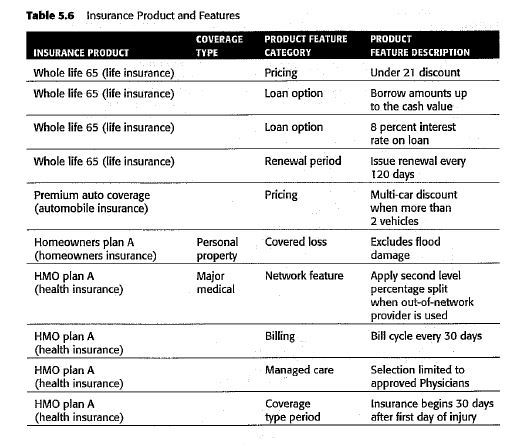 Table 5.6 Insurance Product and Features
INSURANCE PRODUCT COVERAGE TYPE PRODUCT FEATURE CATEGORY PRODUCT FEATURE DESCRIPTION
Whole life 65 (life insurance) Pricing Under 21 discount
Whole life 65 (life insurance) Loan option Borrow amounts up
to the cash value
Whole life 65 (life insurance) Loan option 8 percent interest
rate on loan
Whole life 65 (life insurance) Renewal period Issue renewal every
120 days
Premium auto coverage Pricing Multi-car discount
(automobile insurance) when more than
2 vehicles
Homeowners plan A Personal Covered loss Excludes flood
(homeowners insurance) property damage
HMO plan A Major Network feature Apply second level
(health insurance) medical percentage split
when out-of-network
provider is used
HMO plan A Billing Bill cycle every 30 days
(health insurance)
HMO plan A Managed care Selection limited to
(health insurance) approved Physicians
HMO plan A Coverage Insurance begins 30 days
(health insurance) type period after first day of injury